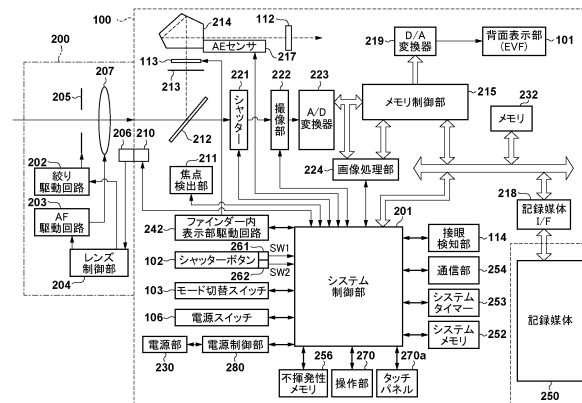 100
200
207
205
206
210
202
絞り
駆動回路
203
AF
駆動回路
レンズ
制御部
204
214
112
AEセンサ
217
113
213
212
221
シャッター
222
撮像部
223
A/D
変換器
219
D/A
変換器
背面表示部
(EVF)
101
メモリ制御部
215
232
メモリ
224
画像処理部
211
焦点
検出部
218
記録媒体
I/F
記録媒体
250
201
システム
制御部
242
ファインダー内
表示部駆動回路
261
SW1
102
シャッターボタン
262
SW2
103
モード切替スイッチ
106
電源スイッチ
電源部
230
電源制御部
280
接眼
検知部
114
通信部
254
システム
タイマー
253
システム
メモリ
252
256
不揮発性
メモリ
270
操作部
270a
タッチ
パネル